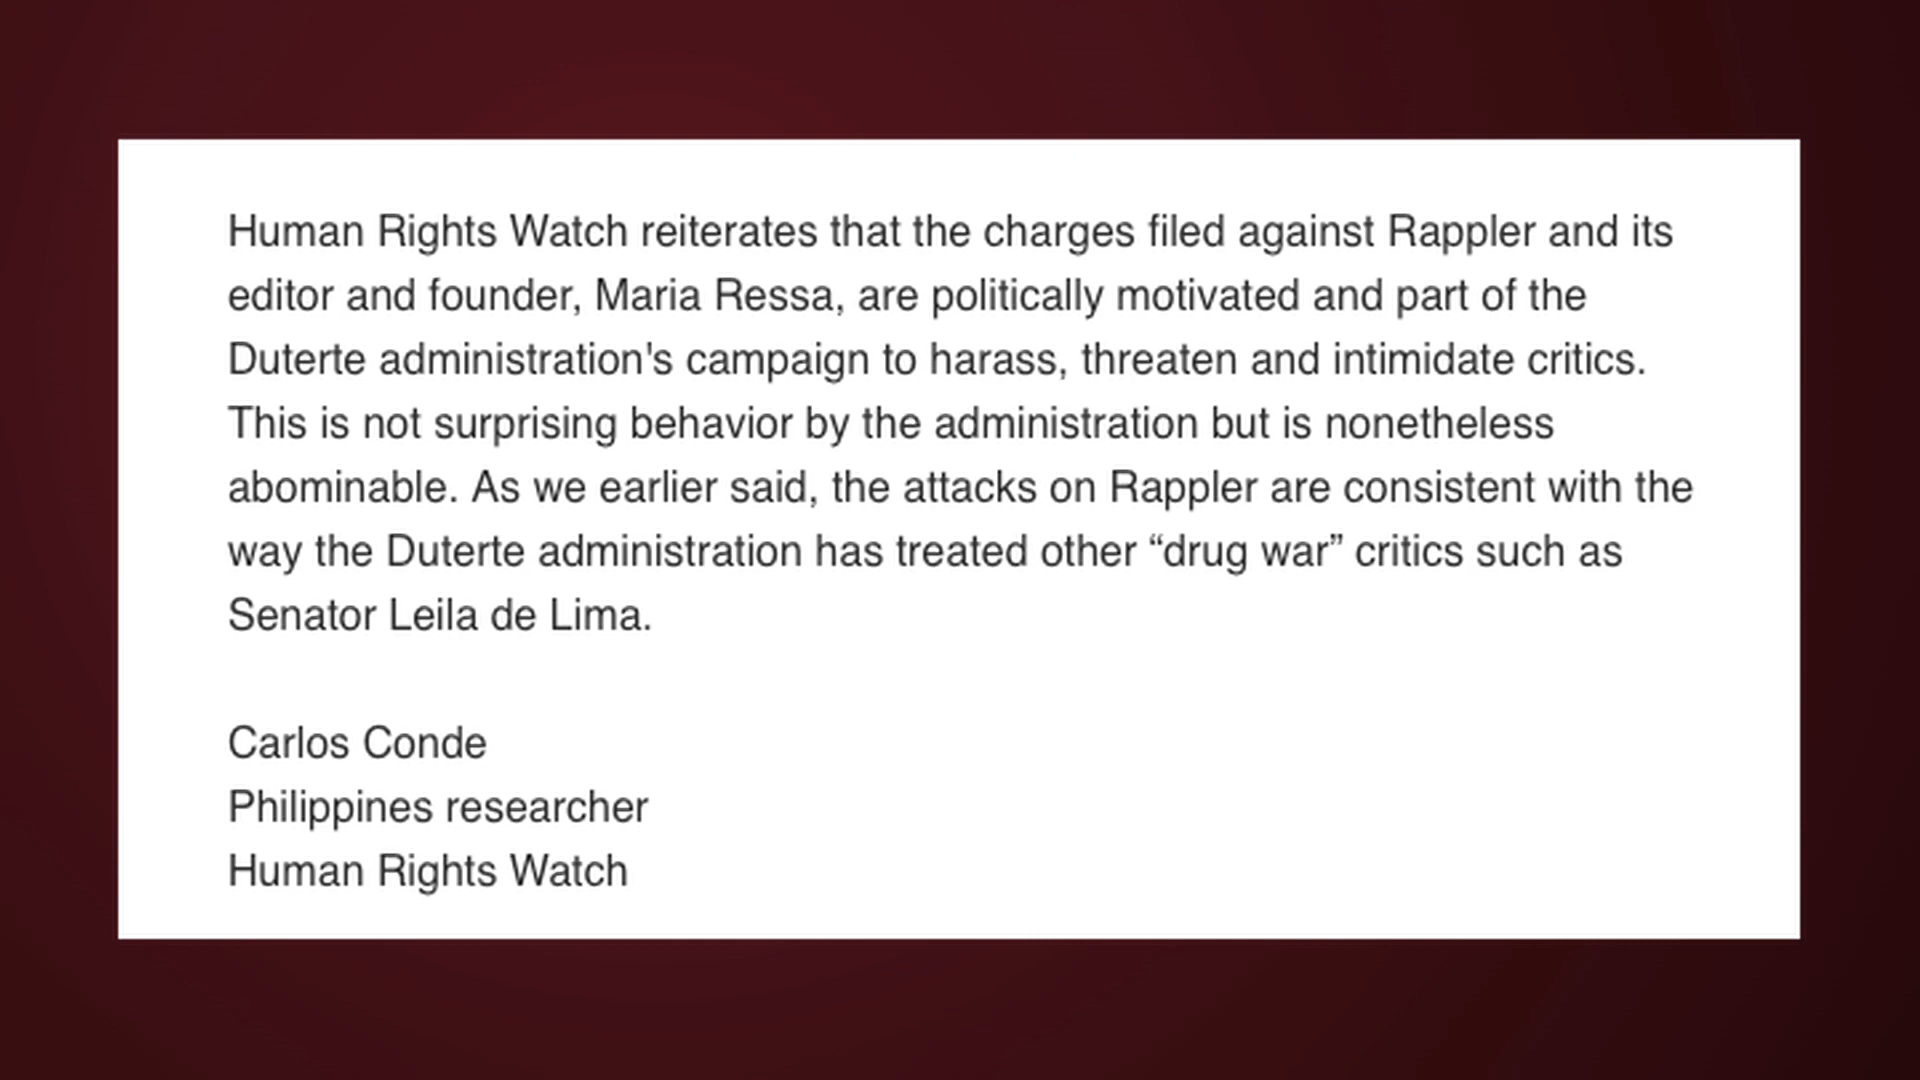 Human Rights Watch reiterates that the charges filed against Rappler and its
editor and founder, Maria Ressa, are politically motivated and part of the
Duterte administration's campaign to harass, threaten and intimidate critics.
This is not surprising behavior by the administration but is nonetheless
abominable. As we earlier said, the attacks on Rappler are consistent with the
way the Duterte administration has treated other “drug war” critics such as
Senator Leila de Lima.
Carlos Conde
Philippines researcher
Human Rights Watch